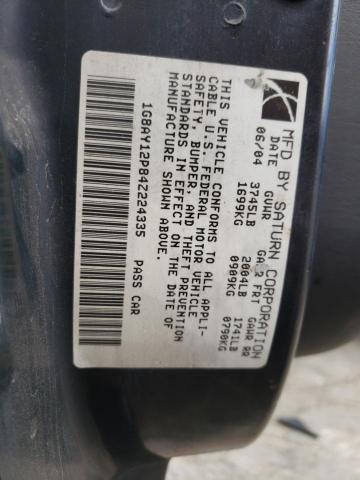 MFD BY SATURN CORPORATION
DATE GVWR GAWR FRT GAWR RR
06/04 3745LB 2004LB 1741LB
1699KG 0909KG 0790KG
THIS VEHICLE CONFORMS TO ALL APPLI-
CABLE U.S. FEDERAL MOTOR VEHICLE
SAFETY, BUMPER, AND THEFT PREVENTION
STANDARDS IN EFFECT ON THE DATE OF
MANUFACTURE SHOWN ABOVE.
1G8AY12P84Z224335 PASS CAR